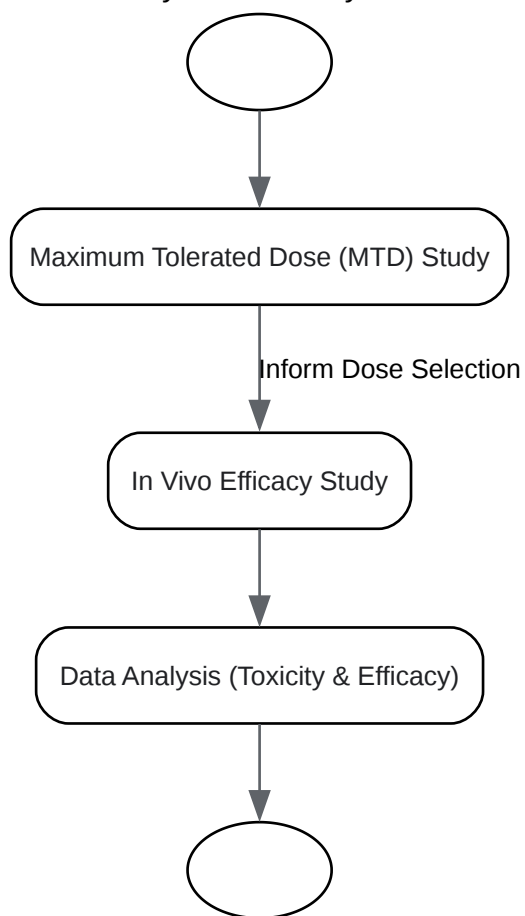 Maximum Tolerated Dose (MTD) Study
Inform Dose Selection
In Vivo Efficacy Study
Data Analysis (Toxicity & Efficacy)